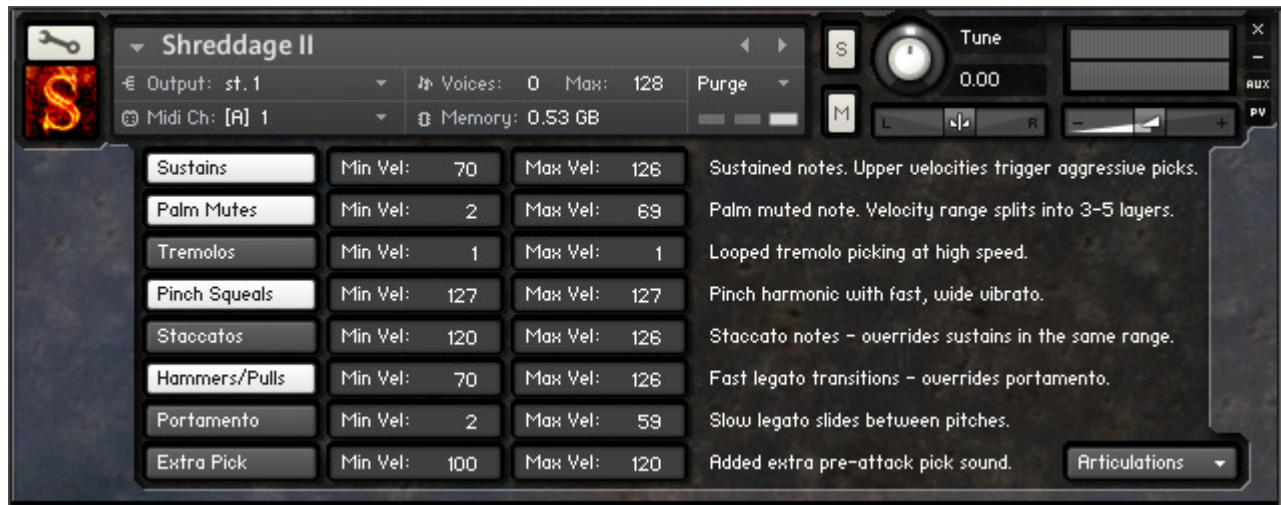 Shreddage II
Output: st.1 Voices: 0 Max: 128 Purge
Midi Ch: [A] 1 Memory: 0.53 GB
S
M
Tune
0.00
L R
- +
×
-
AUX
PV
S
Sustains Min Vel: 70 Max Vel: 126 Sustained notes. Upper velocities trigger aggressive picks.
Palm Mutes Min Vel: 2 Max Vel: 69 Palm muted note. Velocity range splits into 3-5 layers.
Tremolos Min Vel: 1 Max Vel: 1 Looped tremolo picking at high speed.
Pinch Squeals Min Vel: 127 Max Vel: 127 Pinch harmonic with fast, wide vibrato.
Staccatos Min Vel: 120 Max Vel: 126 Staccato notes - overrides sustains in the same range.
Hammers/Pulls Min Vel: 70 Max Vel: 126 Fast legato transitions - overrides portamento.
Portamento Min Vel: 2 Max Vel: 59 Slow legato slides between pitches.
Extra Pick Min Vel: 100 Max Vel: 120 Added extra pre-attack pick sound.
Articulations